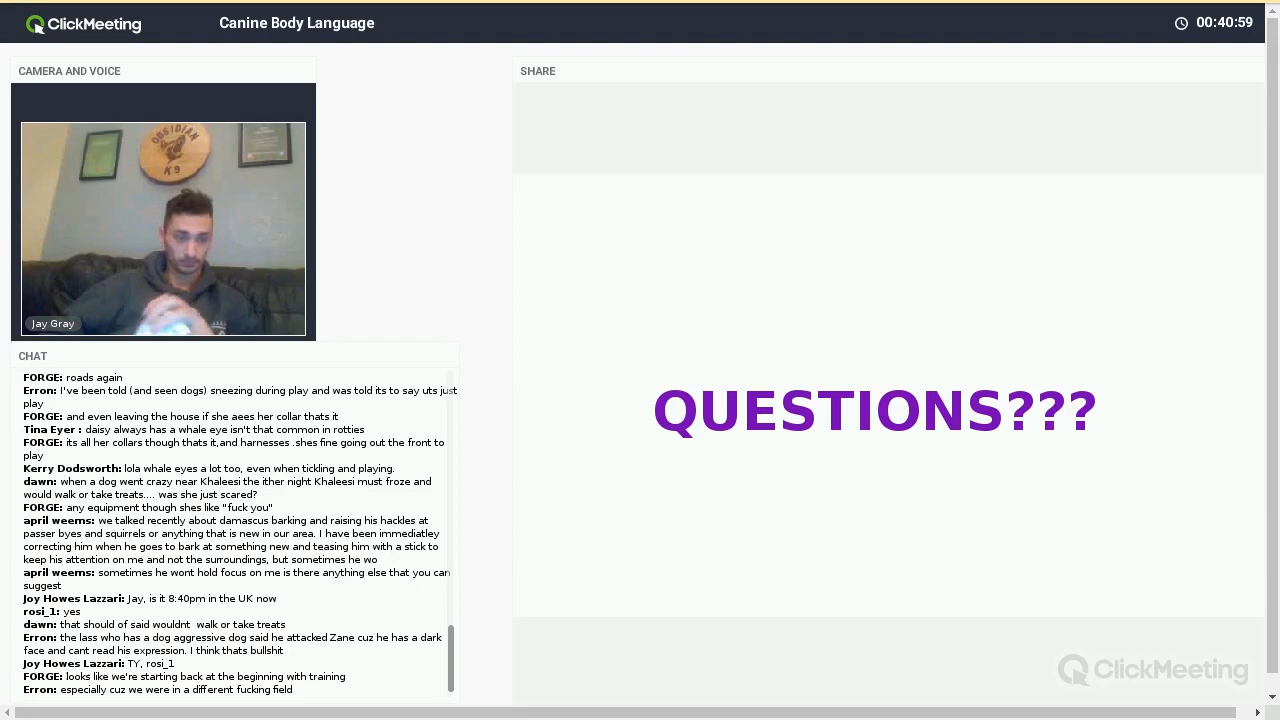 ClickMeeting
Canine Body Language
00:40:59
CAMERA AND VOICE
SHARE
OBSIDIAN
K9
Jay Gray
CHAT
FORGE: roads again
Erron: I've been told (and seen dogs) sneezing during play and was told its to say uts just
play
FORGE: and even leaving the house if she aees her collar thats it
Tina Eyer : daisy always has a whale eye isn't that common in rotties
FORGE: its all her collars though thats it,and harnesses .shes fine going out the front to
play
Kerry Dodsworth: lola whale eyes a lot too, even when tickling and playing.
dawn: when a dog went crazy near Khaleesi the ither night Khaleesi must froze and
would walk or take treats.... was she just scared?
FORGE: any equipment though shes like "fuck you"
april weems: we talked recently about damascus barking and raising his hackles at
passer byes and squirrels or anything that is new in our area. I have been immediatley
correcting him when he goes to bark at something new and teasing him with a stick to
keep his attention on me and not the surroundings, but sometimes he wo
april weems: sometimes he wont hold focus on me is there anything else that you can
suggest
Joy Howes Lazzari: Jay, is it 8:40pm in the UK now
rosi_1: yes
dawn: that should of said wouldnt  walk or take treats
Erron: the lass who has a dog aggressive dog said he attacked Zane cuz he has a dark
face and cant read his expression. I think thats bullshit
Joy Howes Lazzari: TY, rosi_1
FORGE: looks like we're starting back at the beginning with training
Erron: especially cuz we were in a different fucking field
QUESTIONS???
ClickMeeting